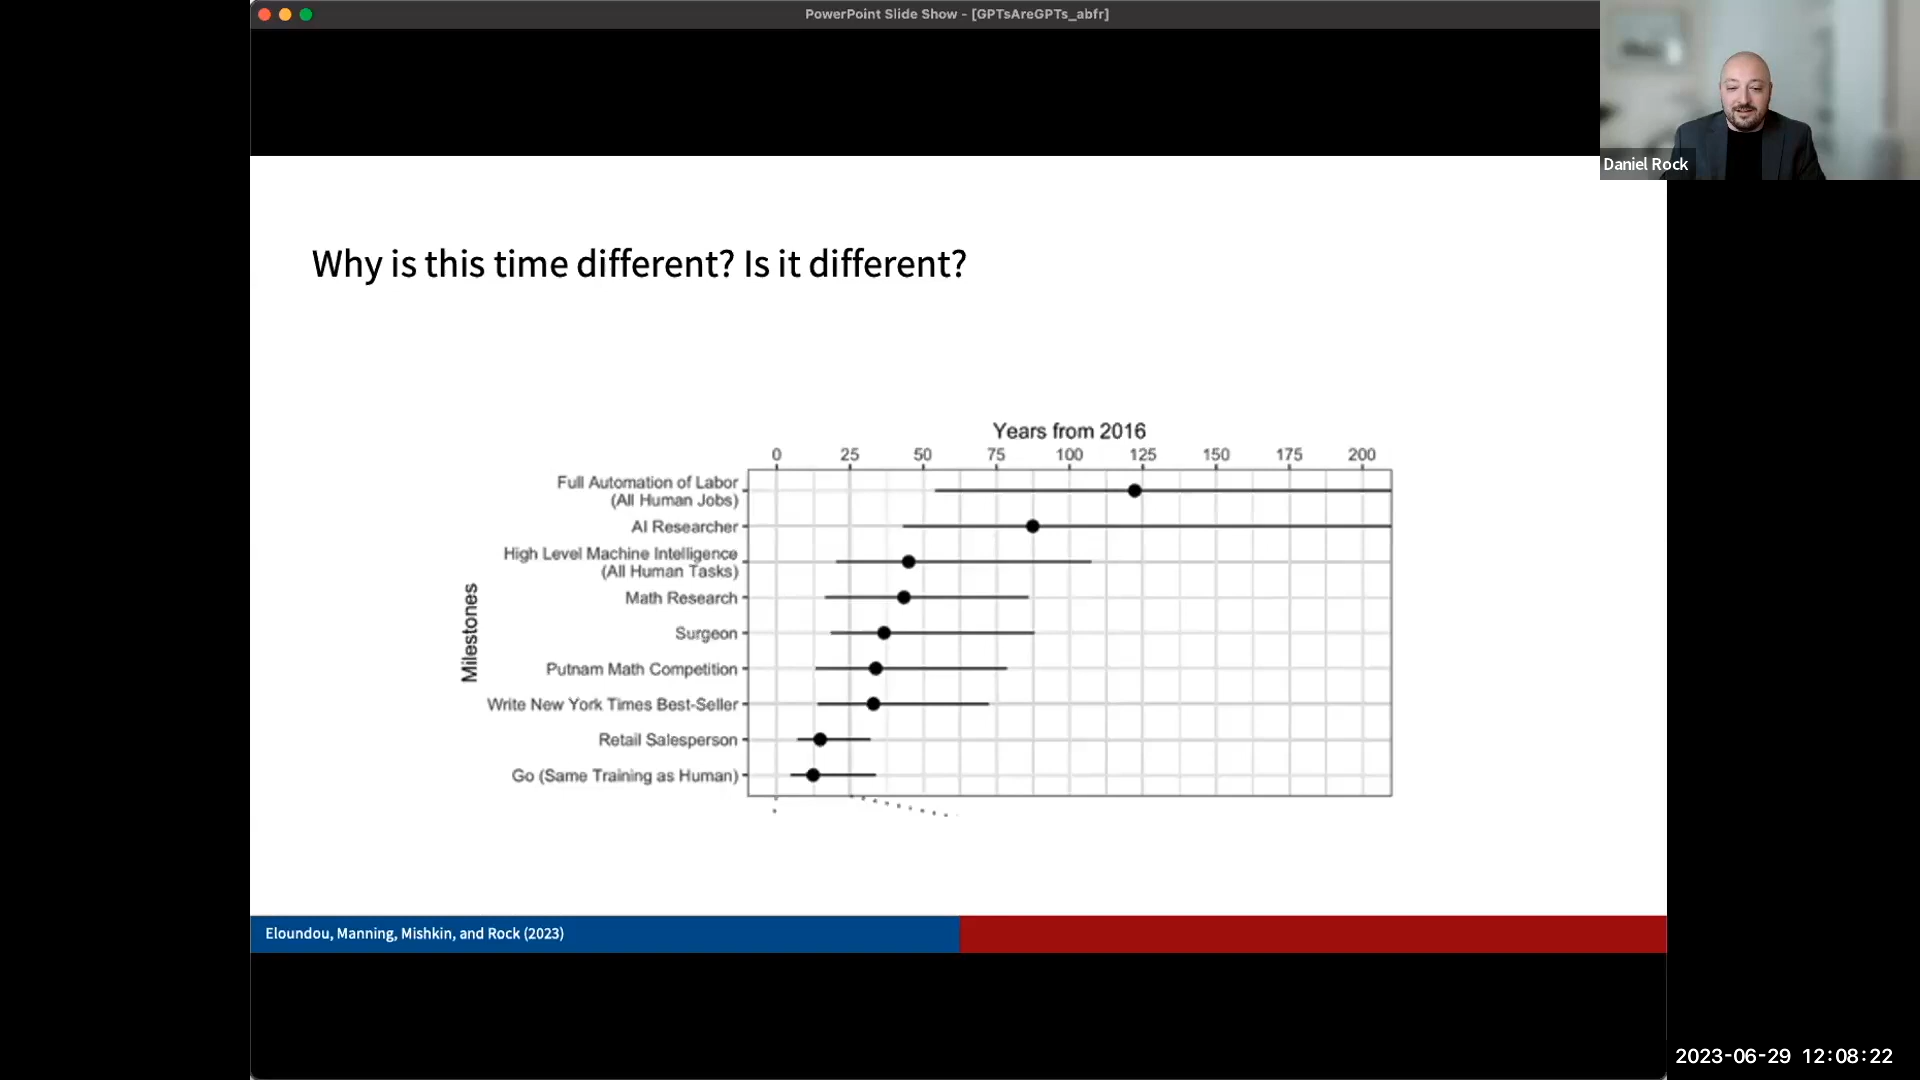 PowerPoint Slide Show - [GPTsAreGPTs_abfr]
Daniel Rock
Why is this time different? Is it different?
Years from 2016
0 25 50 75 100 125 150 175 200
Milestones
Full Automation of Labor
(All Human Jobs)
AI Researcher
High Level Machine Intelligence
(All Human Tasks)
Math Research
Surgeon
Putnam Math Competition
Write New York Times Best-Seller
Retail Salesperson
Go (Same Training as Human)
Eloundou, Manning, Mishkin, and Rock (2023)
2023-06-29 12:08:22